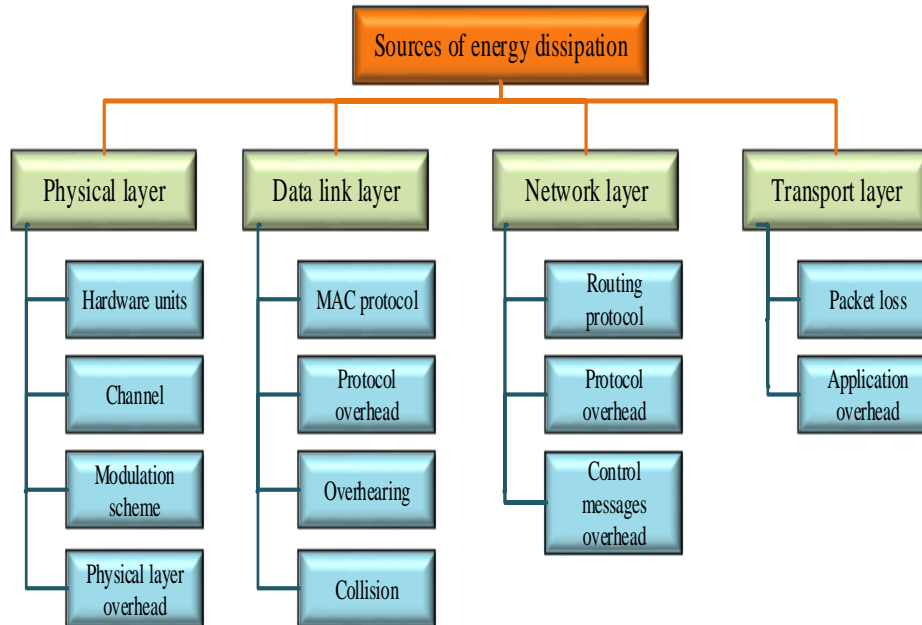 Sources of energy dissipation
Physical layer
Data link layer
Network layer
Transport layer
Hardware units
Channel
Modulation
scheme
Physical layer
overhead
MAC protocol
Protocol
overhead
Overhearing
Collision
Routing
protocol
Protocol
overhead
Control
messages
overhead
Packet loss
Application
overhead